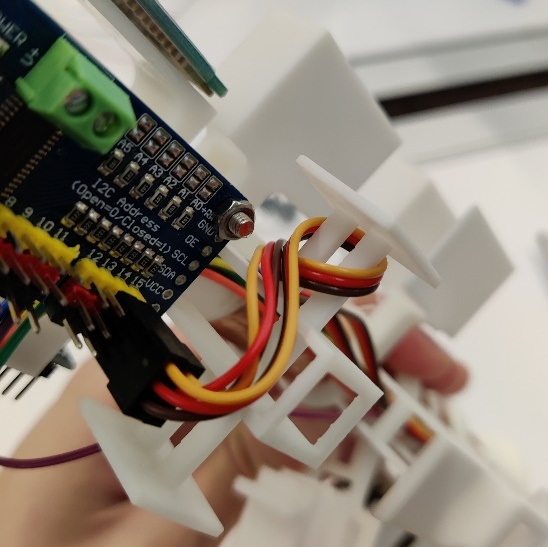 POWER
A5 A4 A3 A2 A1 A0
I2C Address
(Open=0/Closed=1)
GND
OE
SCL
SDA
VCC
8 9 10 11
12 13 14 15